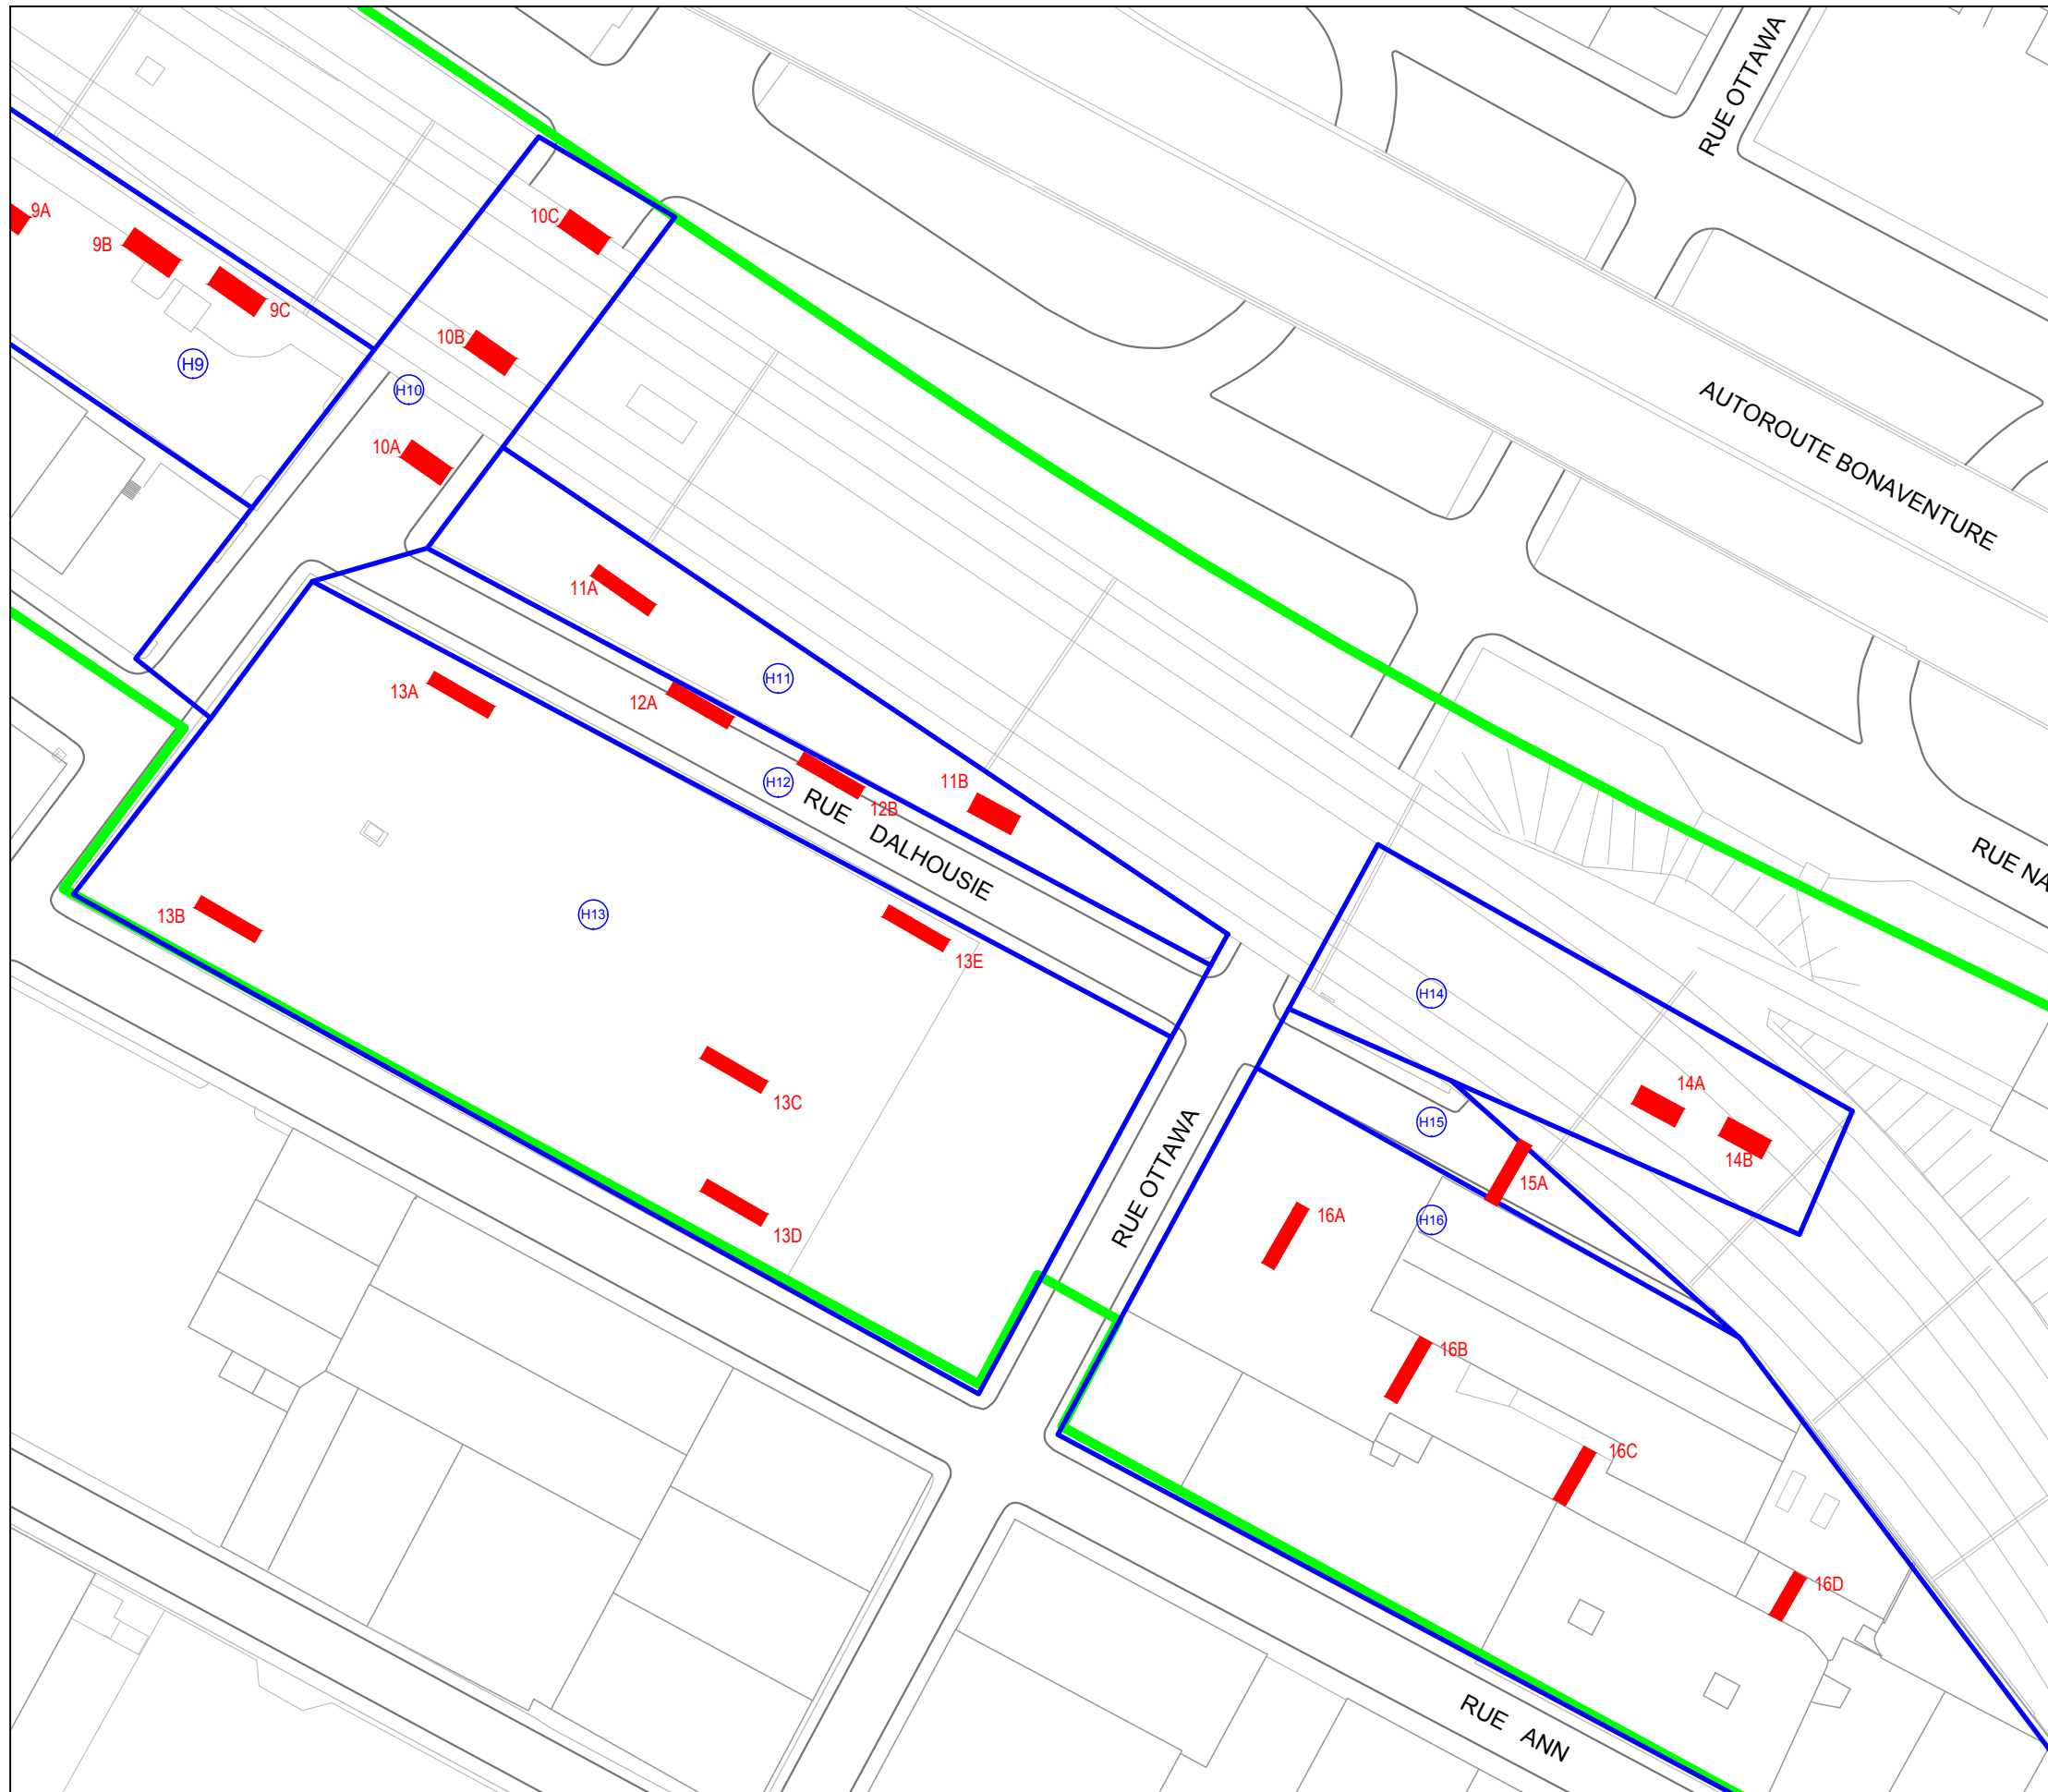 RUE OTTAWA
9A
10C
9B
9C
10B
H9
H10
AUTOROUTE BONAVENTURE
10A
11A
H11
13A
12A
11B
H12
12B
RUE DALHOUSIE
RUE NA
13B
H13
13E
H14
14A
13C
H15
14B
15A
RUE OTTAWA
13D
16A
H16
16B
16C
16D
RUE ANN